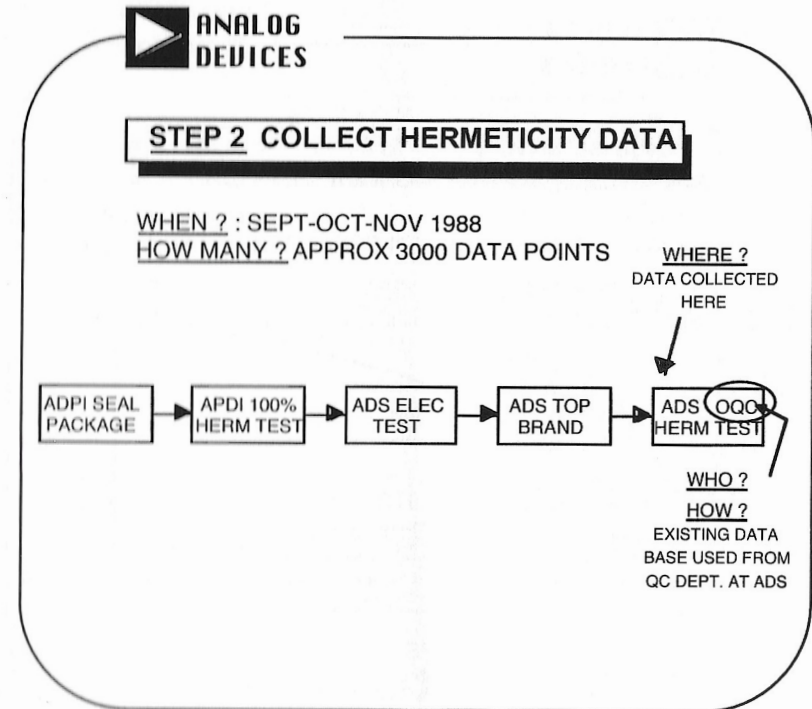 ANALOG
DEVICES
STEP 2 COLLECT HERMETICITY DATA
WHEN ? : SEPT-OCT-NOV 1988
HOW MANY ? APPROX 3000 DATA POINTS
WHERE ?
DATA COLLECTED
HERE
ADPI SEAL
PACKAGE
APDI 100%
HERM TEST
ADS ELEC
TEST
ADS TOP
BRAND
ADS OQC
HERM TEST
WHO ?
HOW ?
EXISTING DATA
BASE USED FROM
QC DEPT. AT ADS